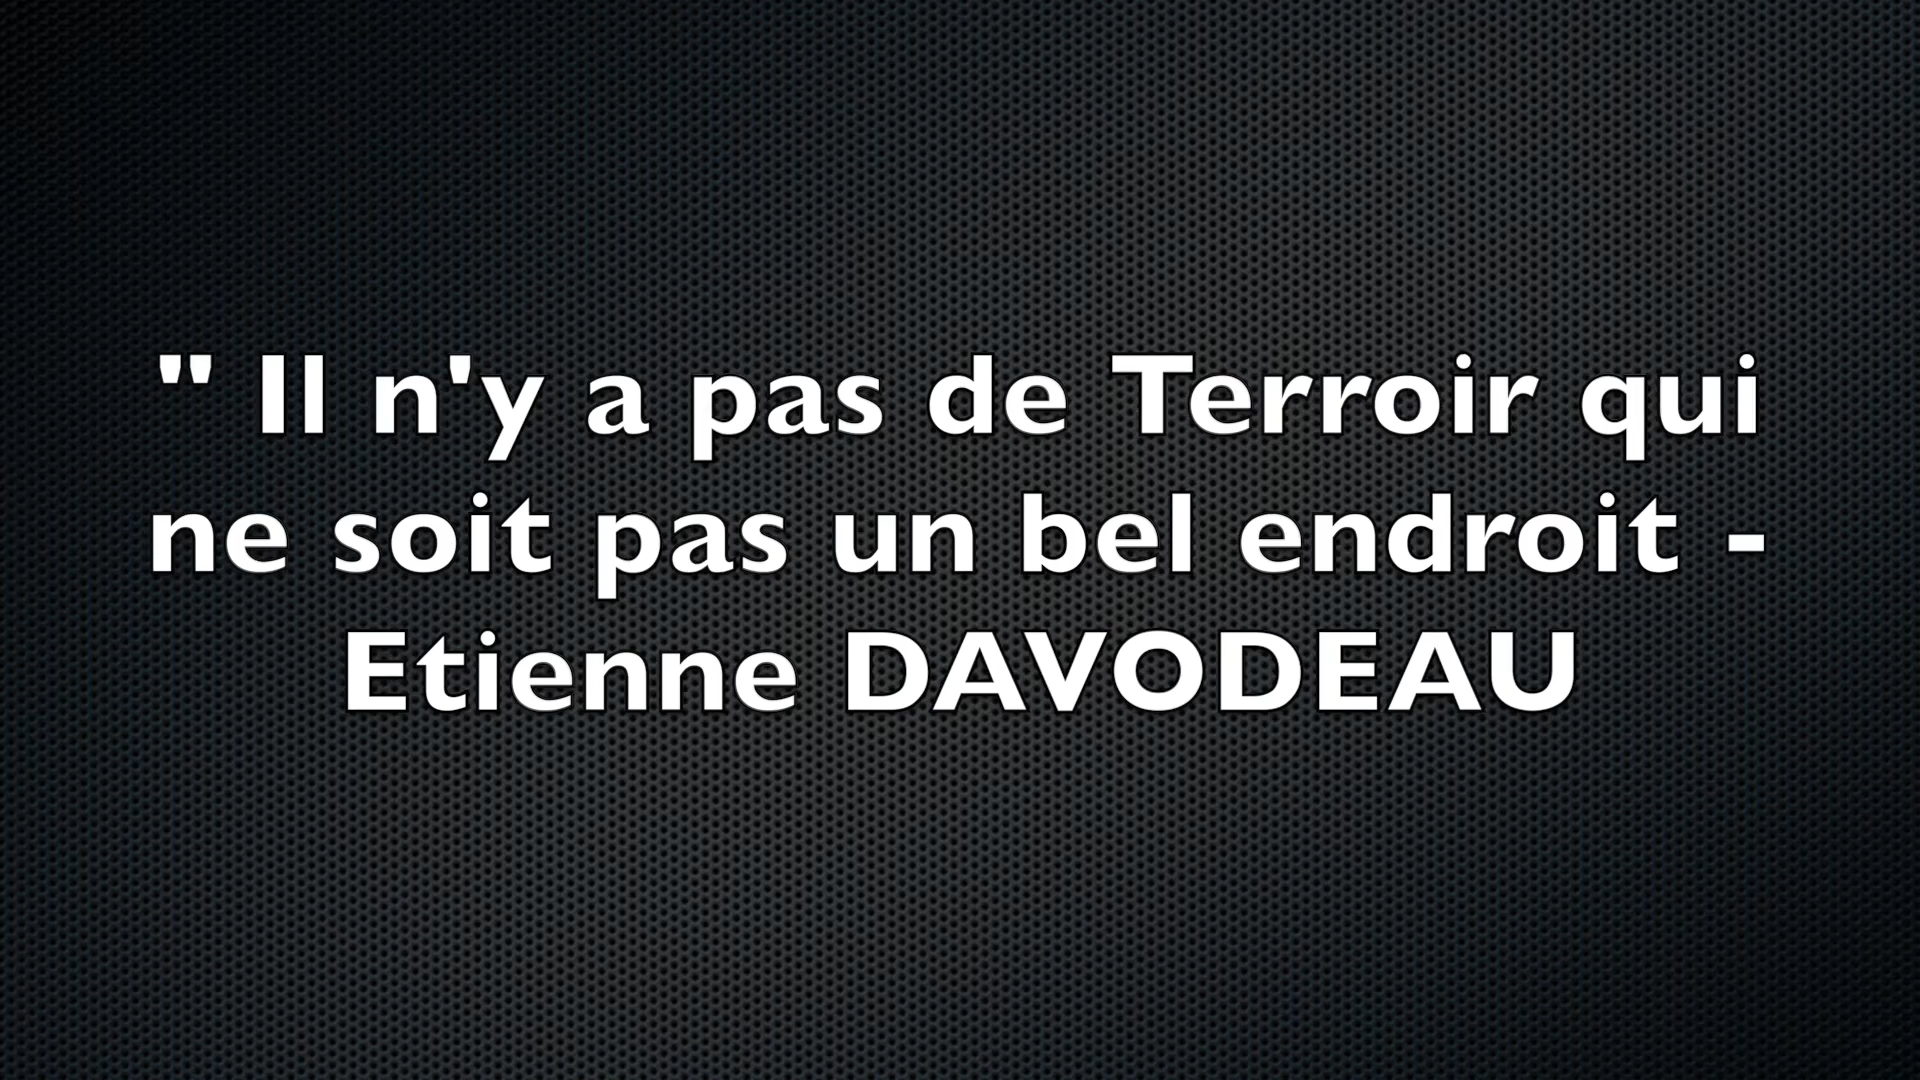 " Il n'y a pas de Terroir qui
ne soit pas un bel endroit -
Etienne DAVODEAU